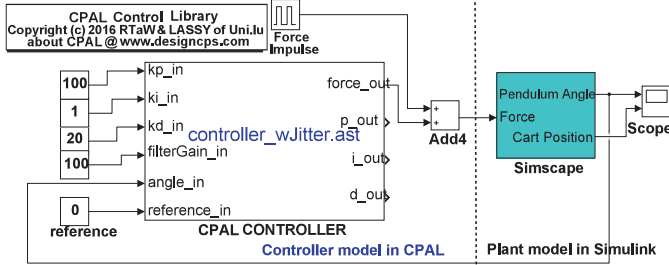 CPAL Control Library
Copyright (c) 2016 RTaW & LASSY of Uni.lu
about CPAL @ www.designcps.com
Force
Impulse
100
kp_in
1
ki_in
20
kd_in
100
filterGain_in
angle_in
0
reference_in
reference
controller_wJitter.ast
force_out
p_out
i_out
d_out
CPAL CONTROLLER
+
+
Add4
Pendulum Angle
Force
Cart Position
Simscape
Scope
Controller model in CPAL
Plant model in Simulink